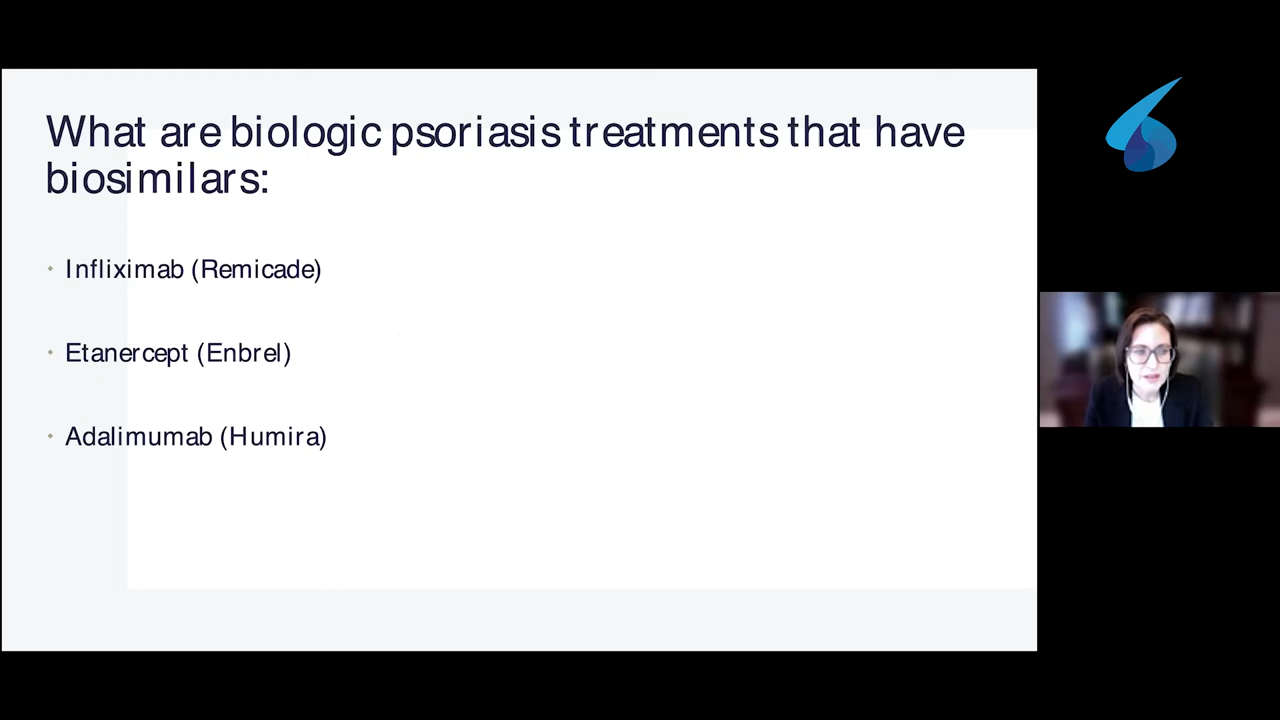 What are biologic psoriasis treatments that have
biosimilars:
• Infliximab (Remicade)
• Etanercept (Enbrel)
• Adalimumab (Humira)